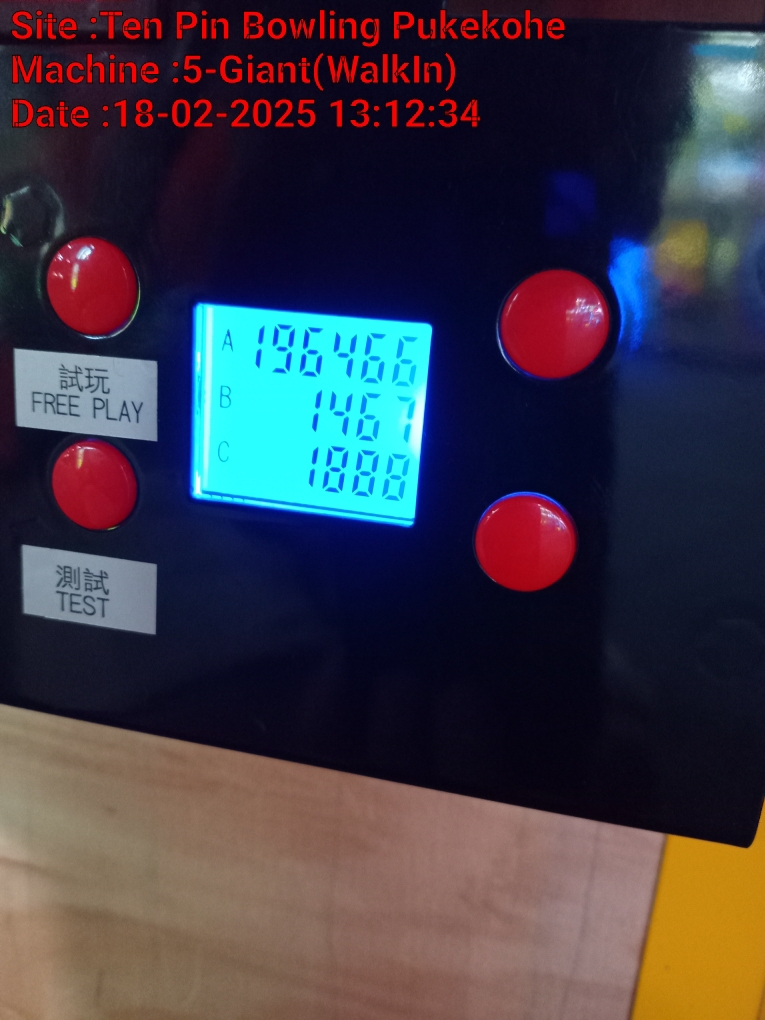 Site :Ten Pin Bowling Pukekohe
Machine :5-Giant(WalkIn)
Date :18-02-2025 13:12:34
試玩
FREE PLAY
A 196466
B 1467
C 1888
測試
TEST